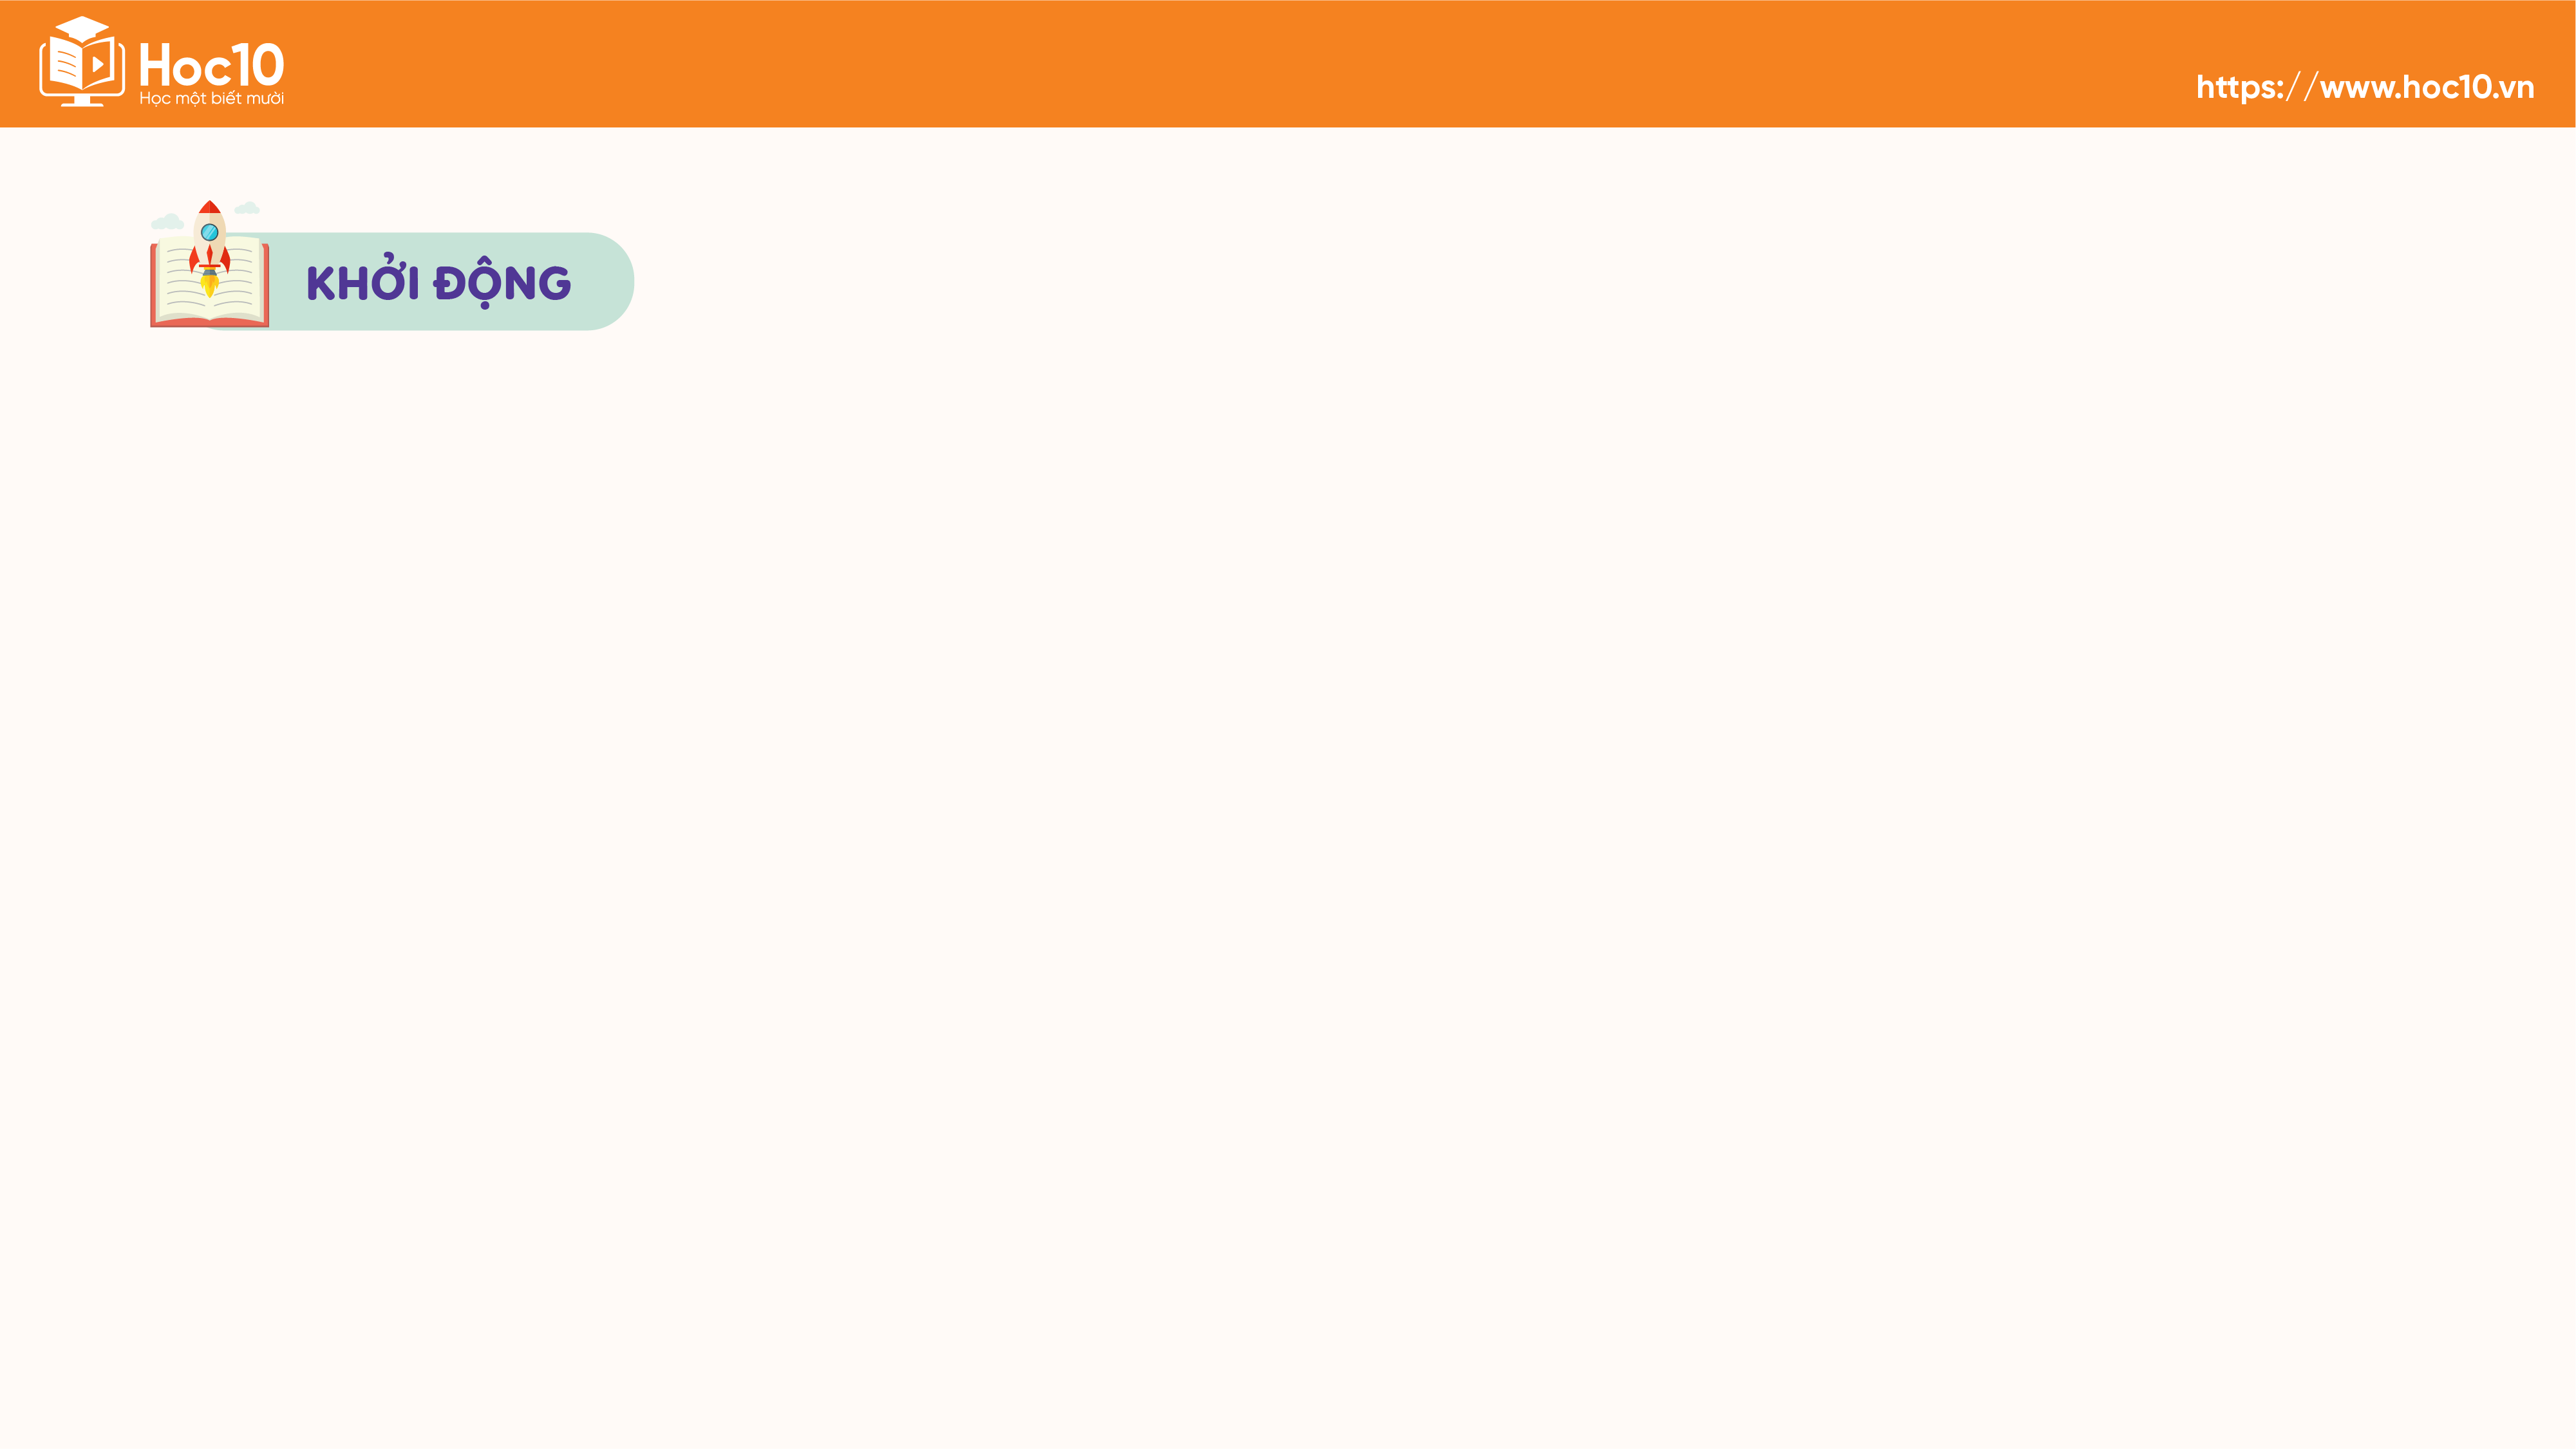 Hoc10
Học một biết mười
https://www.hoc10.vn
KHỞI ĐỘNG